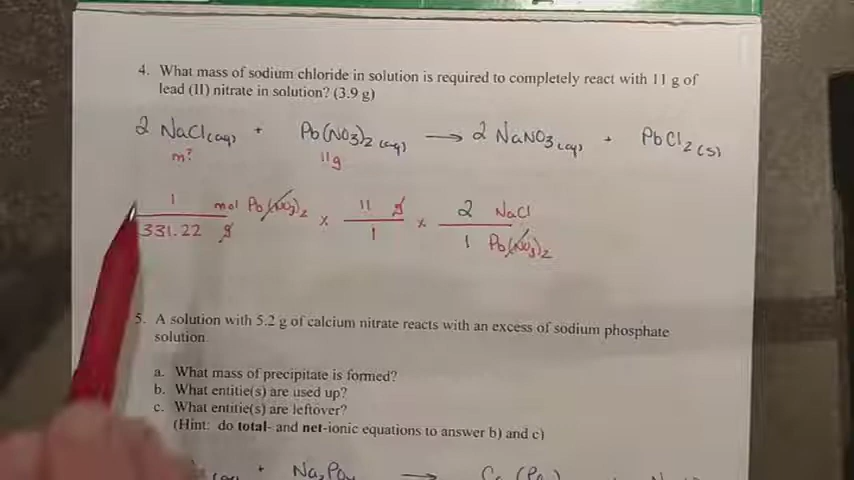 4. What mass of sodium chloride in solution is required to completely react with 11 g of
lead (II) nitrate in solution? (3.9 g)
2 NaCl(aq) + Pb(NO3)2 (aq) → 2 NaNO3 (aq) + PbCl2 (s)
m? 11g
1 mol Pb(NO3)2 × 11 g × 2 NaCl
331.22 g 1 1 Pb(NO3)2
5. A solution with 5.2 g of calcium nitrate reacts with an excess of sodium phosphate
solution.
a. What mass of precipitate is formed?
b. What entitie(s) are used up?
c. What entitie(s) are leftover?
(Hint: do total- and net-ionic equations to answer b) and c)
+ Na3PO4 →